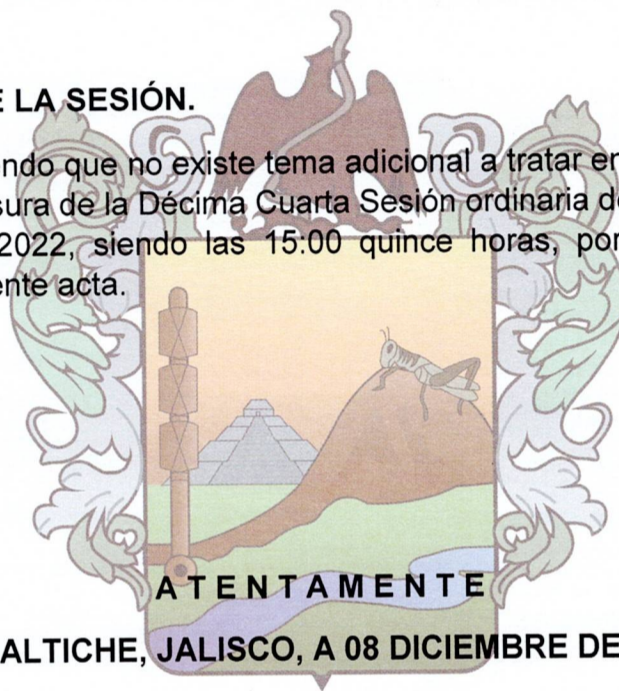 E LA SESIÓN.
ndo que no existe tema adicional a tratar en
sura de la Décima Cuarta Sesión ordinaria de
2022, siendo las 15:00 quince horas, por
ente acta.
A T E N T A M E N T E
ALTICHE, JALISCO, A 08 DICIEMBRE DE